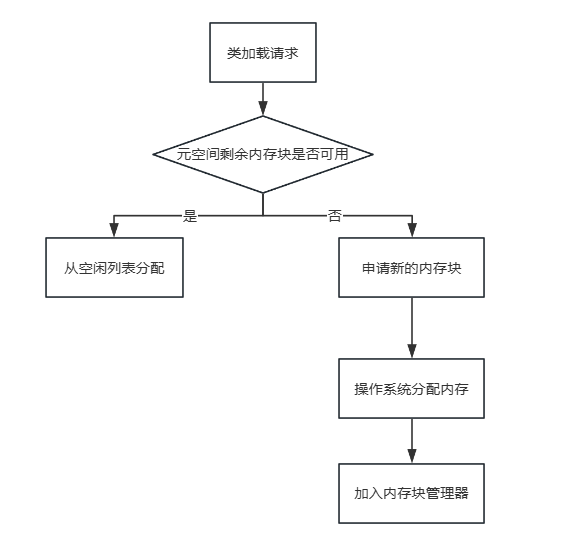 类加载请求
元空间剩余内存块是否可用
是
否
从空闲列表分配
申请新的内存块
操作系统分配内存
加入内存块管理器